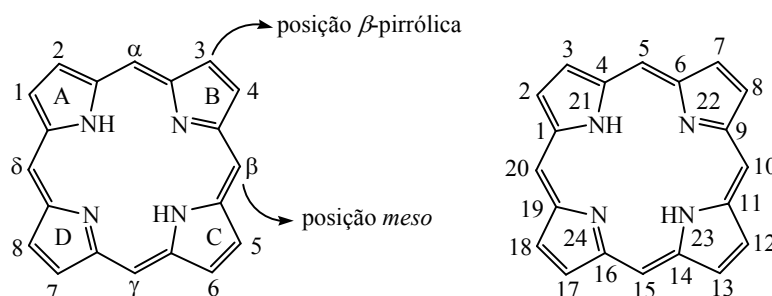 posição β-pirrólica
α
2 3
1 A B 4
NH N
δ β
N HN
8 D C 5
7 γ 6
posição meso
3 5 7
2 4 6 8
21 22
NH N
1 9
20 10
19 11
N HN
18 24 23 12
16 14
17 15 13